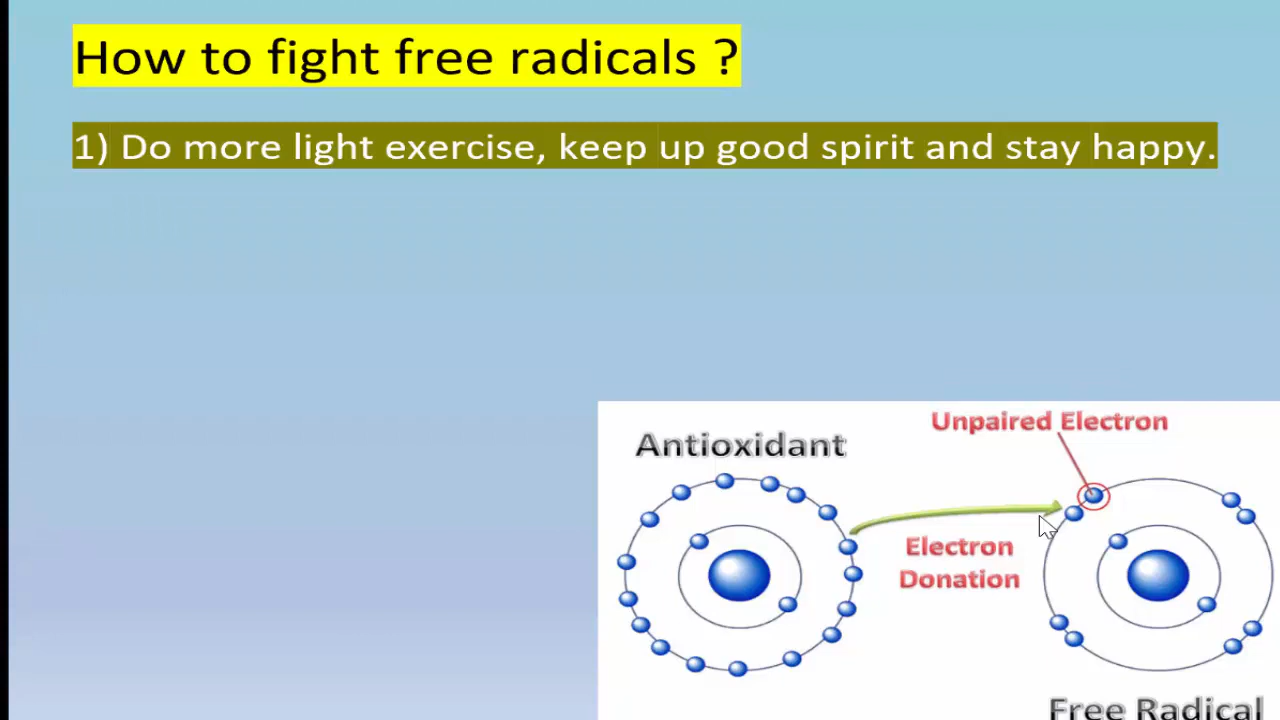 How to fight free radicals ?
1) Do more light exercise, keep up good spirit and stay happy.
Unpaired Electron
Antioxidant
Electron
Donation
Free Radical